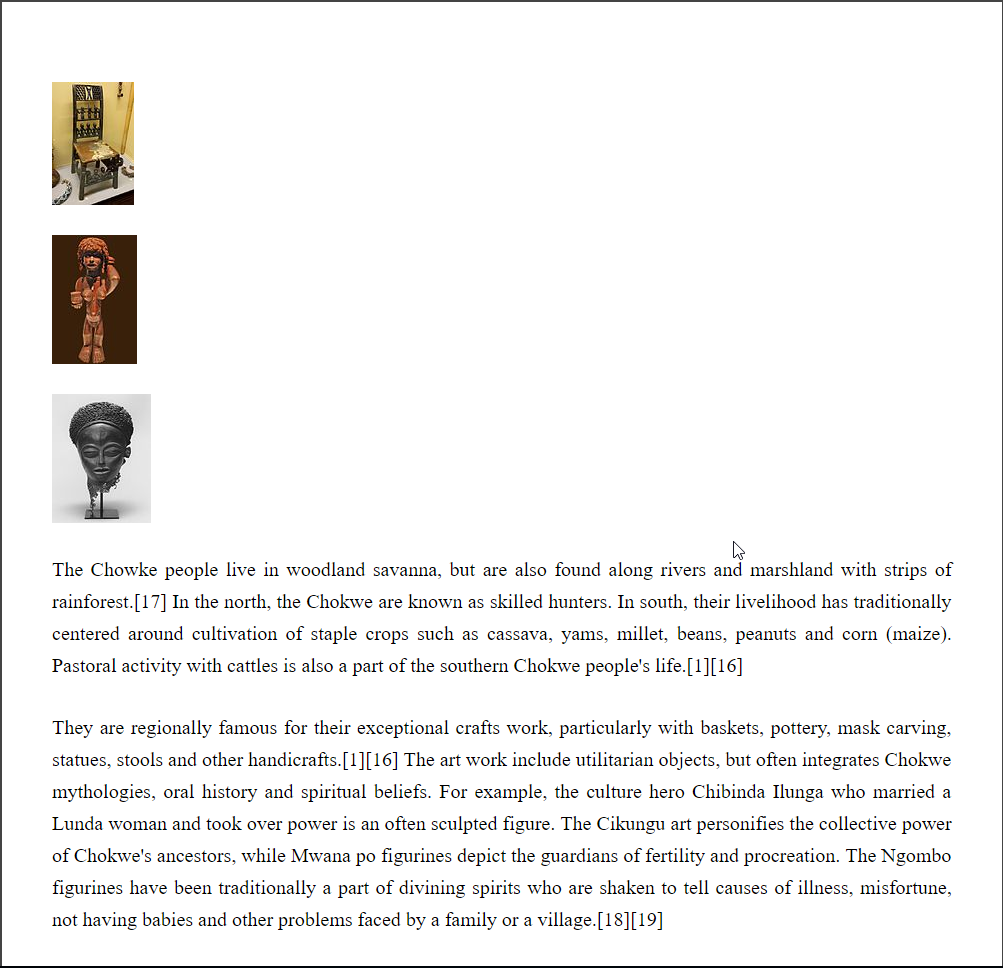 The Chowke people live in woodland savanna, but are also found along rivers and marshland with strips of
rainforest.[17] In the north, the Chokwe are known as skilled hunters. In south, their livelihood has traditionally
centered around cultivation of staple crops such as cassava, yams, millet, beans, peanuts and corn (maize).
Pastoral activity with cattles is also a part of the southern Chokwe people's life.[1][16]
They are regionally famous for their exceptional crafts work, particularly with baskets, pottery, mask carving,
statues, stools and other handicrafts.[1][16] The art work include utilitarian objects, but often integrates Chokwe
mythologies, oral history and spiritual beliefs. For example, the culture hero Chibinda Ilunga who married a
Lunda woman and took over power is an often sculpted figure. The Cikungu art personifies the collective power
of Chokwe's ancestors, while Mwana po figurines depict the guardians of fertility and procreation. The Ngombo
figurines have been traditionally a part of divining spirits who are shaken to tell causes of illness, misfortune,
not having babies and other problems faced by a family or a village.[18][19]